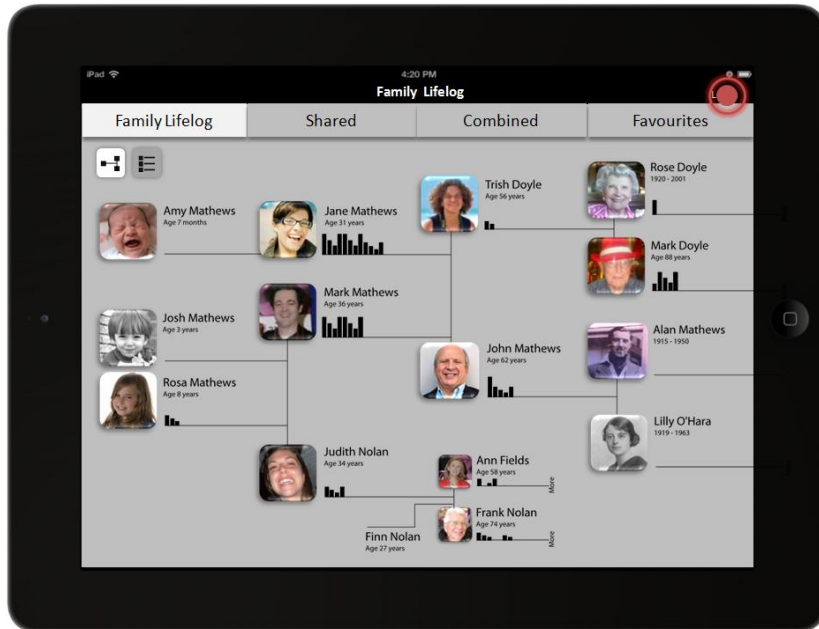 iPad
4:20 PM
Family Lifelog
Family Lifelog
Shared
Combined
Favourites
Amy Mathews
Age 7 months
Jane Mathews
Age 31 years
Trish Doyle
Age 56 years
Rose Doyle
1920 - 2001
Mark Doyle
Age 88 years
Josh Mathews
Age 3 years
Mark Mathews
Age 36 years
Rosa Mathews
Age 8 years
John Mathews
Age 62 years
Alan Mathews
1915 - 1950
Lilly O'Hara
1919 - 1963
Judith Nolan
Age 34 years
Ann Fields
Age 58 years
More
Frank Nolan
Age 74 years
More
Finn Nolan
Age 27 years